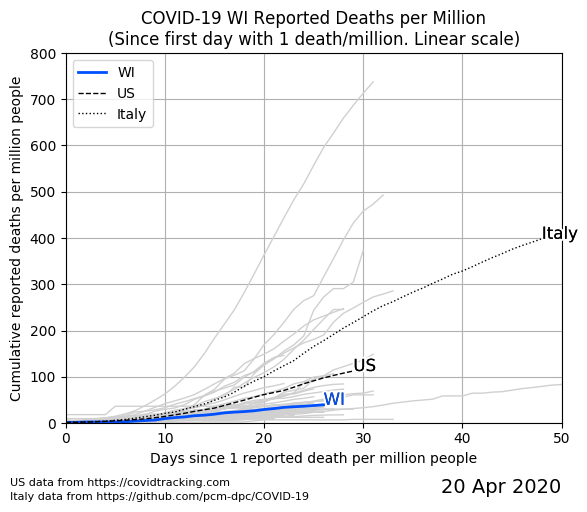 COVID-19 WI Reported Deaths per Million
(Since first day with 1 death/million. Linear scale)
800
700
600
500
400
300
200
100
0
Cumulative reported deaths per million people
WI
US
Italy
Italy
US
WI
0 10 20 30 40 50
Days since 1 reported death per million people
US data from https://covidtracking.com
Italy data from https://github.com/pcm-dpc/COVID-19
20 Apr 2020